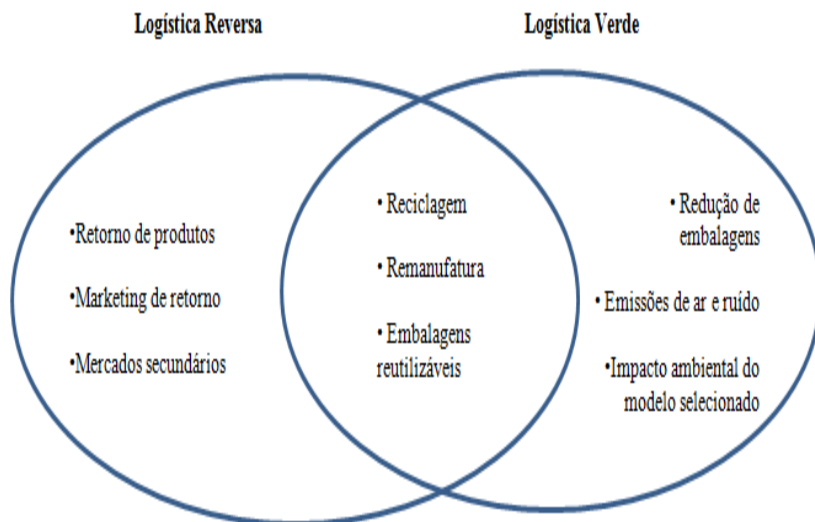 Logística Reversa
Logística Verde
•Retorno de produtos
•Marketing de retorno
•Mercados secundários
• Reciclagem
• Remanufatura
• Embalagens
reutilizáveis
• Redução de
embalagens
• Emissões de ar e ruído
•Impacto ambiental do
modelo selecionado